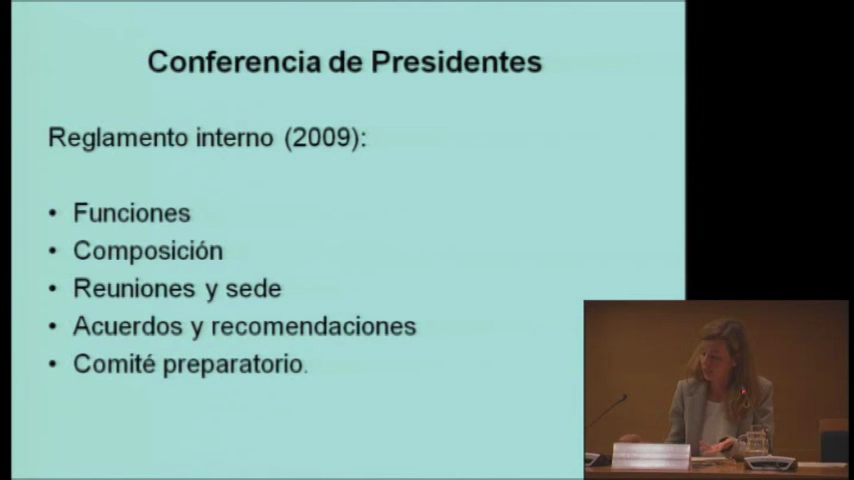 Conferencia de Presidentes
Reglamento interno (2009):
• Funciones
• Composición
• Reuniones y sede
• Acuerdos y recomendaciones
• Comité preparatorio.